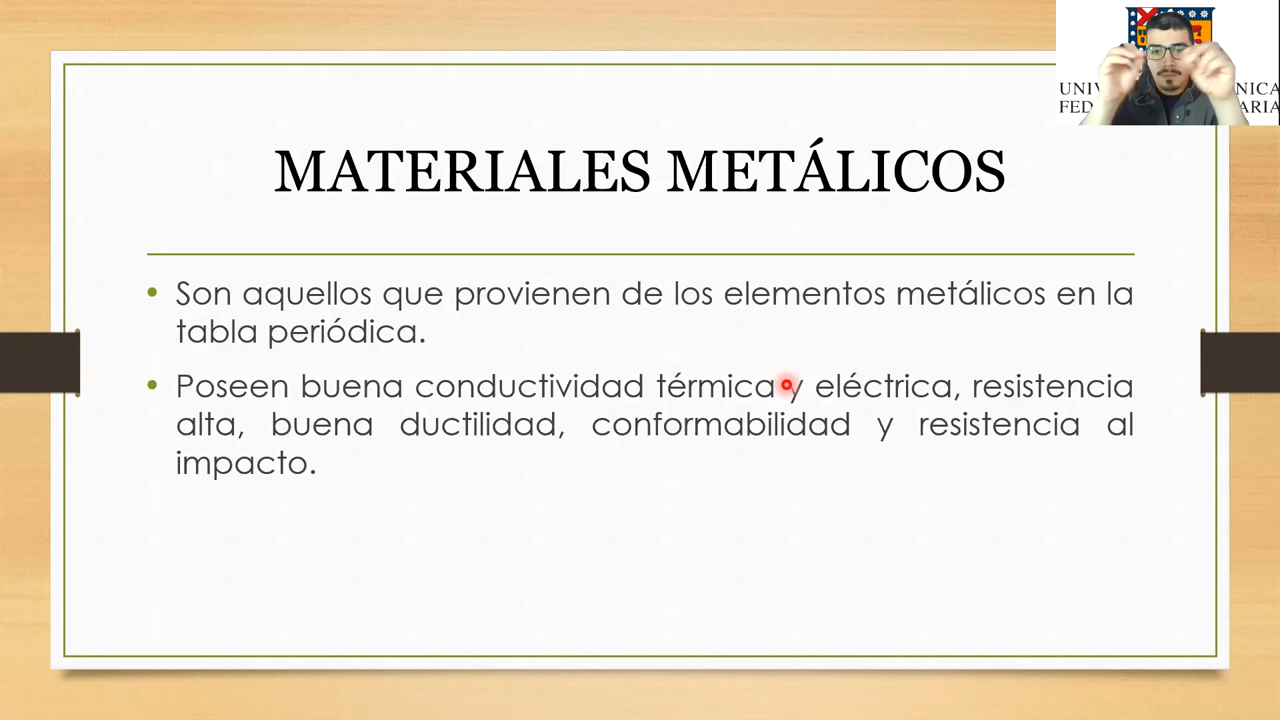 MATERIALES METÁLICOS
• Son aquellos que provienen de los elementos metálicos en la
tabla periódica.
• Poseen buena conductividad térmica y eléctrica, resistencia
alta, buena ductilidad, conformabilidad y resistencia al
impacto.